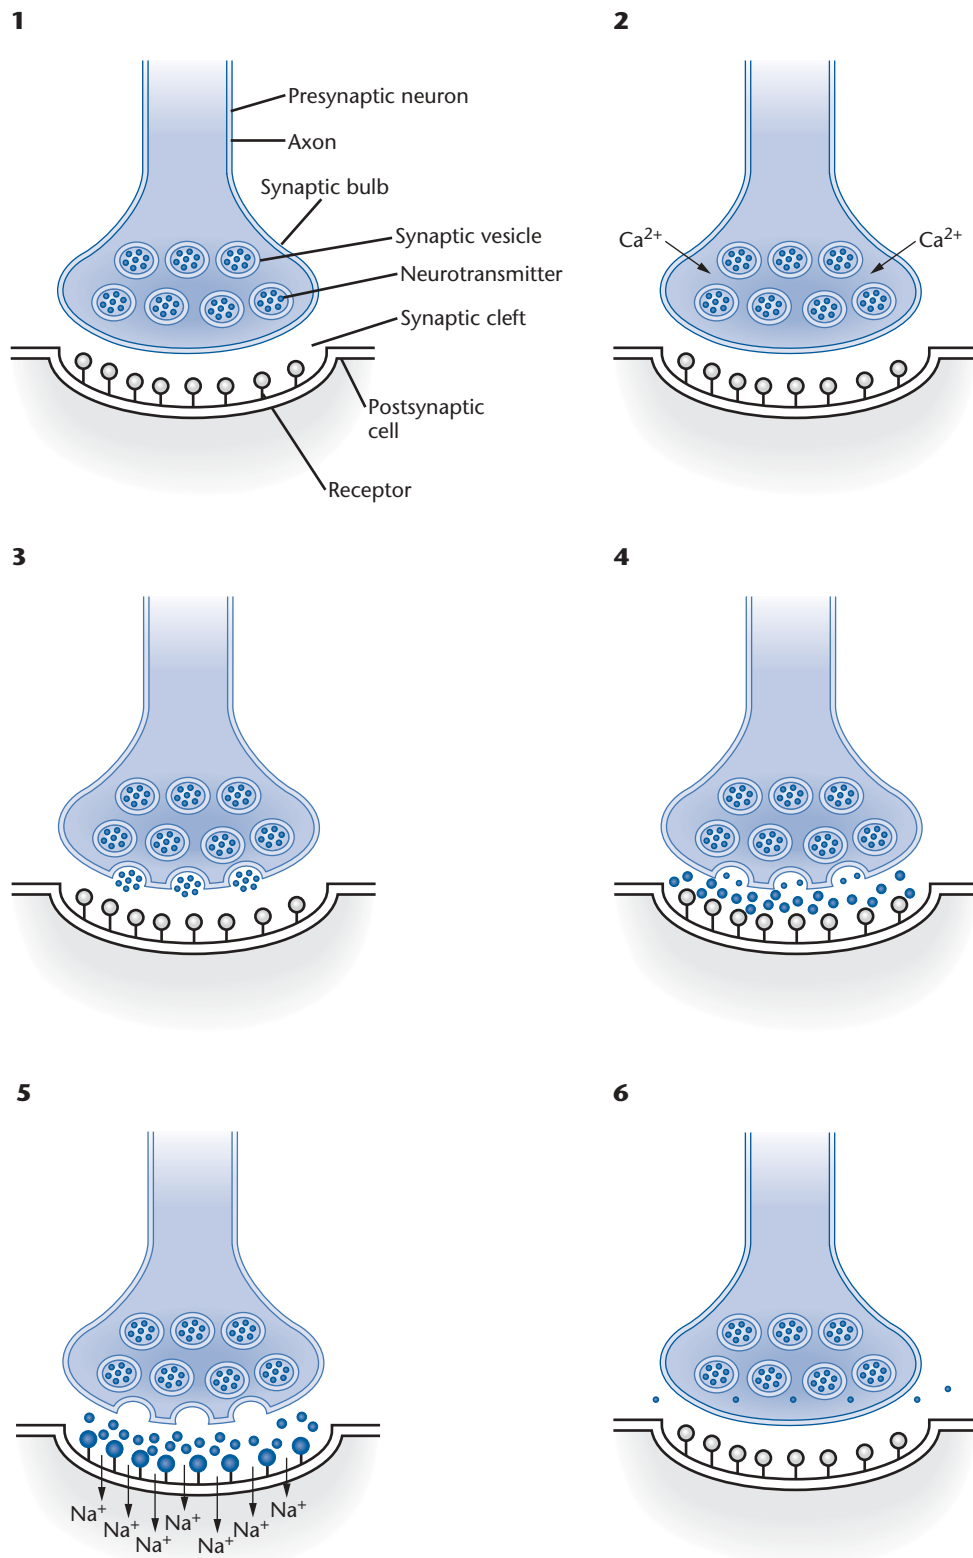 1
Presynaptic neuron
Axon
Synaptic bulb
Synaptic vesicle
Neurotransmitter
Synaptic cleft
Postsynaptic
cell
Receptor
2
Ca²⁺
Ca²⁺
3
4
5
Na⁺
Na⁺
Na⁺
Na⁺
Na⁺
Na⁺
Na⁺
6